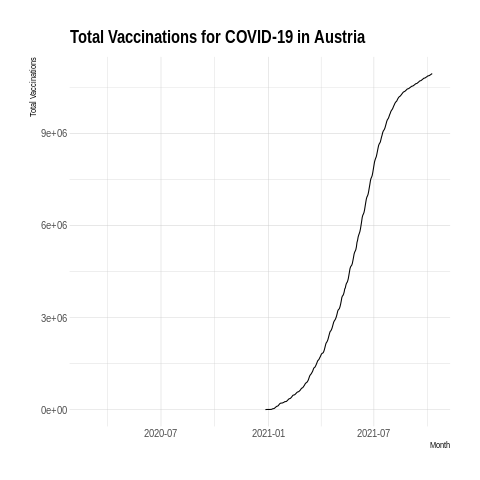 Total Vaccinations for COVID-19 in Austria
Total Vaccinations
9e+06
6e+06
3e+06
0e+00
2020-07
2021-01
2021-07
Month